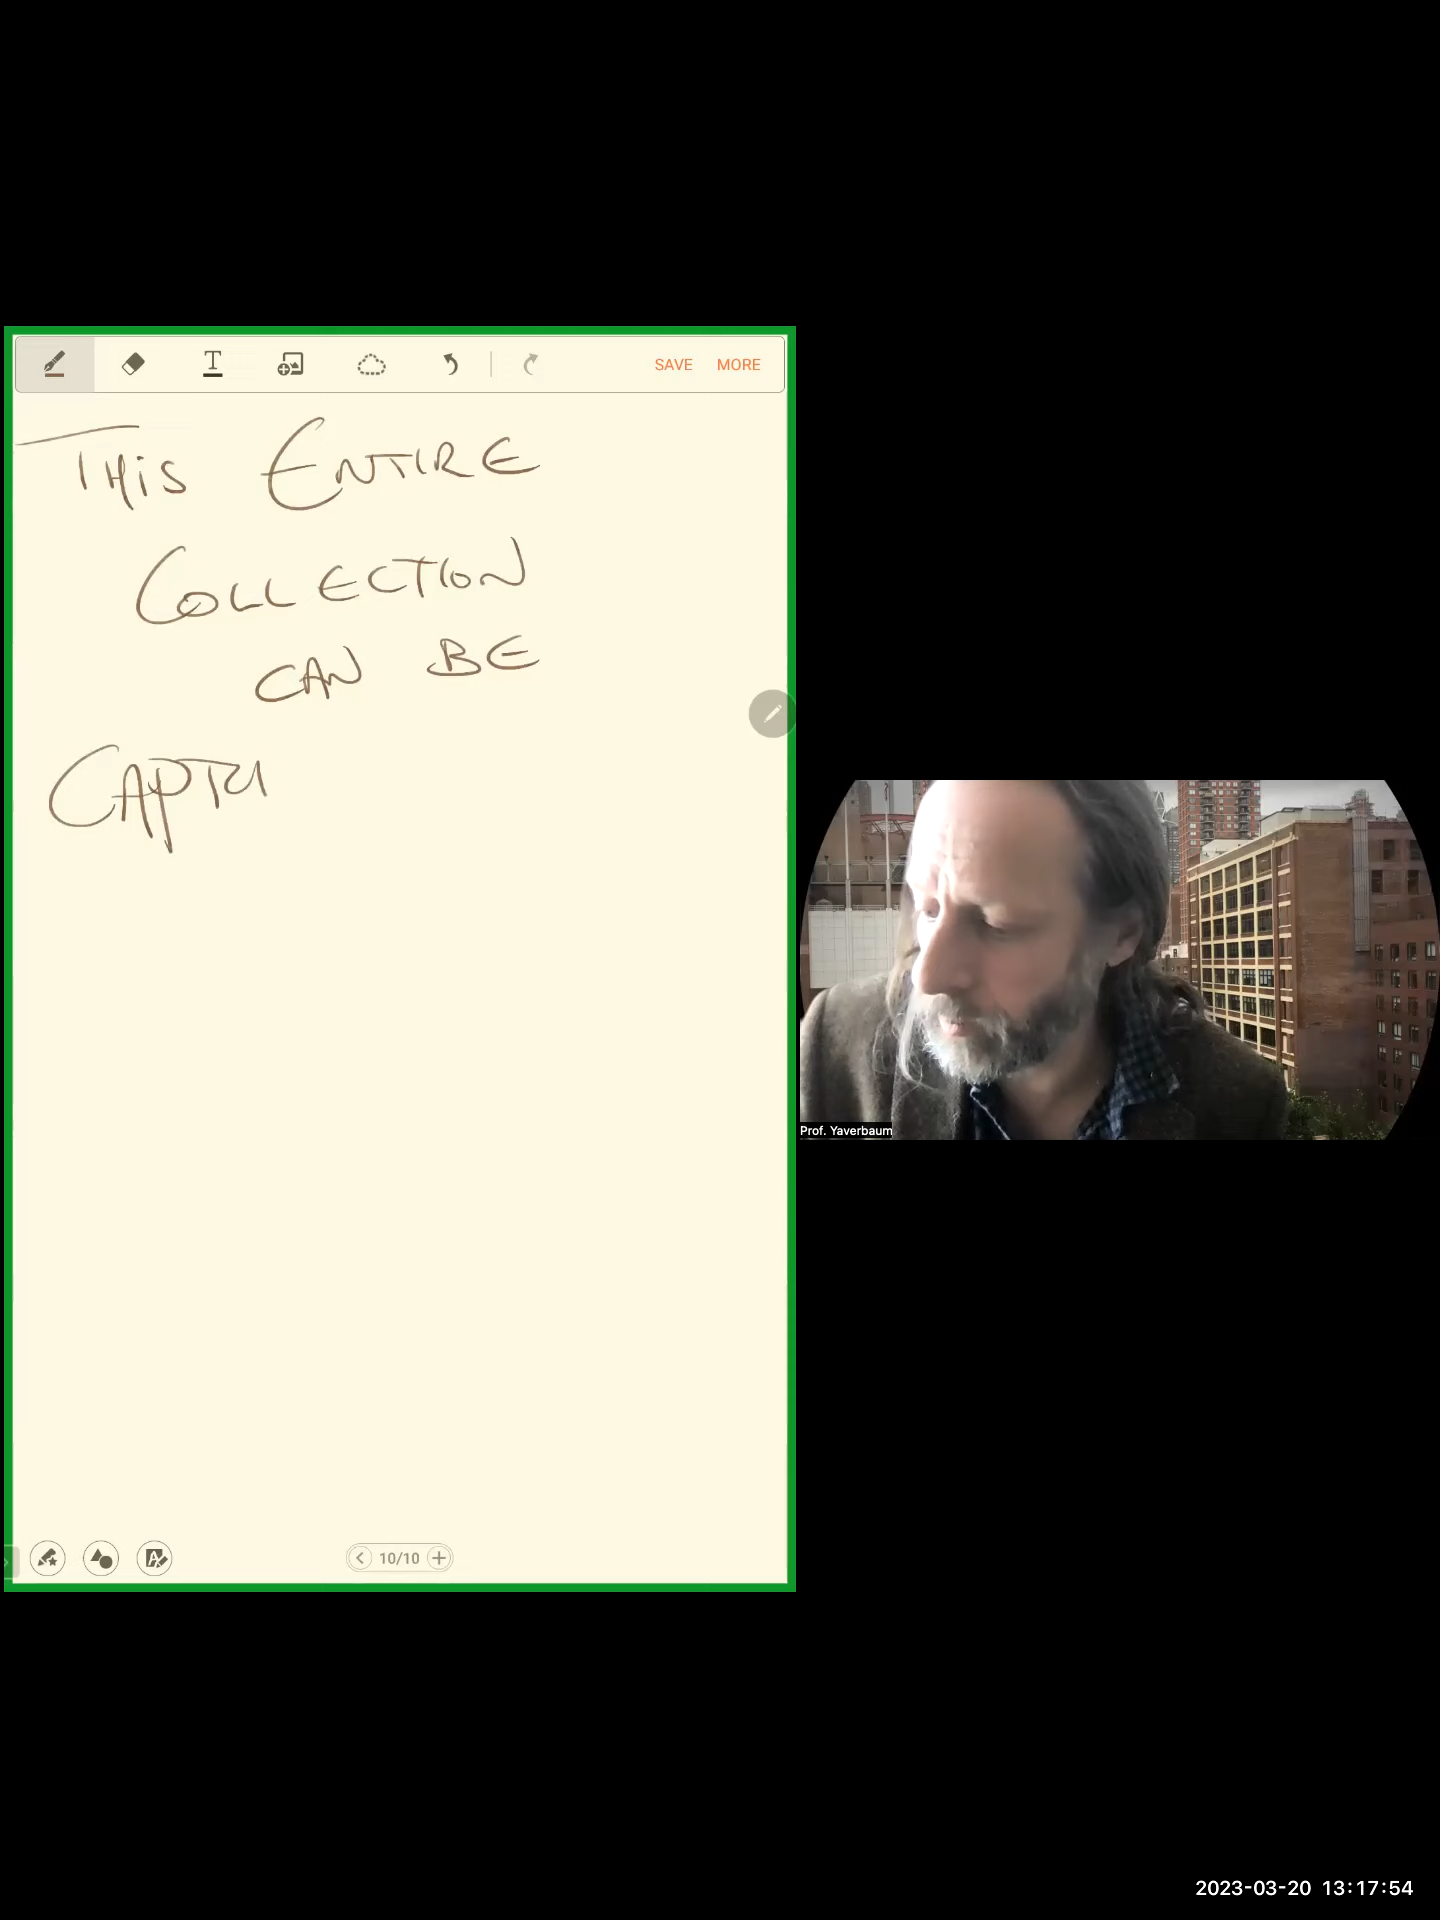 T SAVE MORE
THIS ENTIRE
COLLECTION
CAN BE
CAPTU
Prof. Yaverbaum
A
10/10
2023-03-20 13:17:54